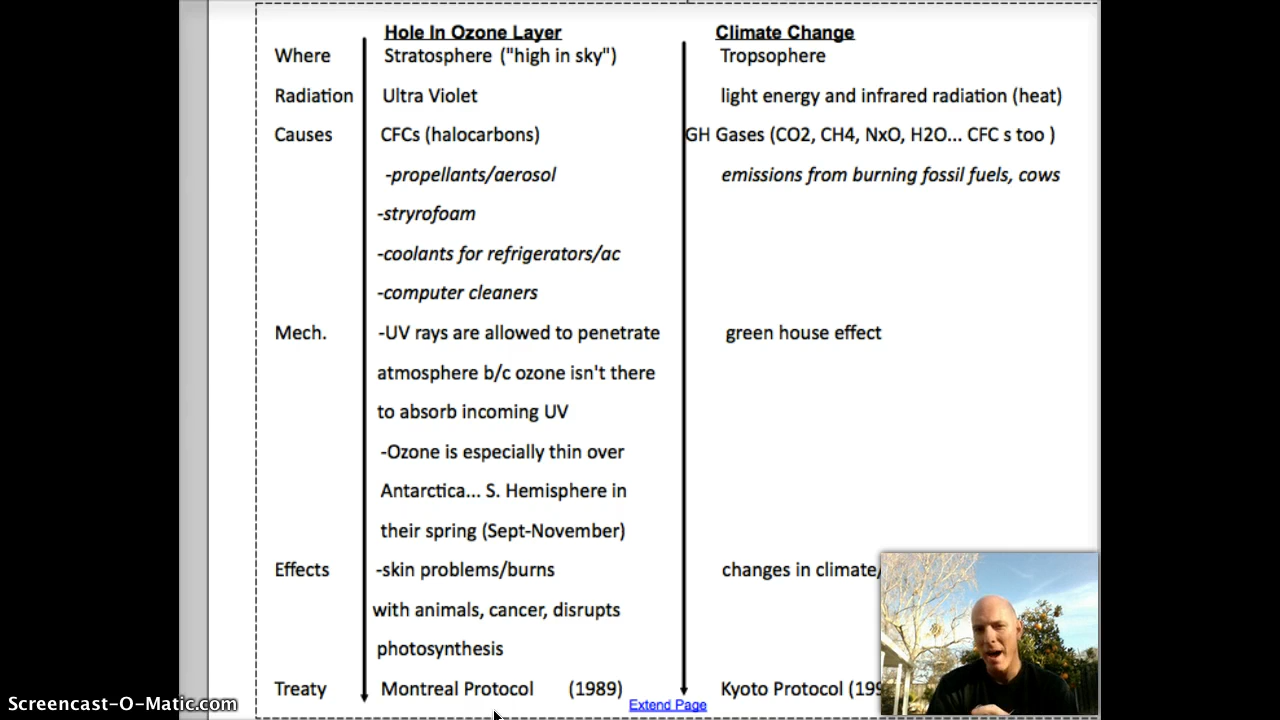 Hole In Ozone Layer Climate Change
Where Stratosphere ("high in sky") Tropsophere
Radiation Ultra Violet light energy and infrared radiation (heat)
Causes CFCs (halocarbons) GH Gases (CO2, CH4, NxO, H2O... CFC s too )
-propellants/aerosol emissions from burning fossil fuels, cows
-stryrofoam
-coolants for refrigerators/ac
-computer cleaners
Mech. -UV rays are allowed to penetrate green house effect
atmosphere b/c ozone isn't there
to absorb incoming UV
-Ozone is especially thin over
Antarctica... S. Hemisphere in
their spring (Sept-November)
Effects -skin problems/burns changes in climate/
with animals, cancer, disrupts
photosynthesis
Treaty Montreal Protocol (1989) Kyoto Protocol (199
Extend Page
Screencast-O-Matic.com